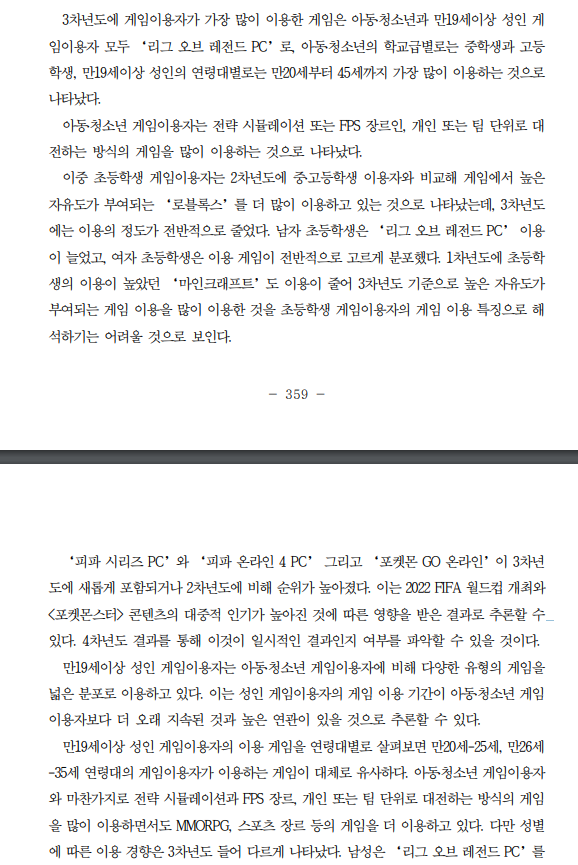 3차년도에 게임이용자가 가장 많이 이용한 게임은 아동청소년과 만19세이상 성인 게
임이용자 모두 ‘리그 오브 레전드 PC’로, 아동청소년의 학교급별로는 중학생과 고등
학생, 만19세이상 성인의 연령대별로는 만20세부터 45세까지 가장 많이 이용하는 것으로
나타났다.
아동·청소년 게임이용자는 전략 시뮬레이션 또는 FPS 장르인, 개인 또는 팀 단위로 대
전하는 방식의 게임을 많이 이용하는 것으로 나타났다.
이중 초등학생 게임이용자는 2차년도에 중·고등학생 이용자와 비교해 게임에서 높은
자유도가 부여되는 ‘로블록스’를 더 많이 이용하고 있는 것으로 나타났는데, 3차년도
에는 이용의 정도가 전반적으로 줄었다. 남자 초등학생은 ‘리그 오브 레전드 PC’ 이용
이 늘었고, 여자 초등학생은 이용 게임이 전반적으로 고르게 분포했다. 1차년도에 초등학
생의 이용이 높았던 ‘마인크래프트’도 이용이 줄어 3차년도 기준으로 높은 자유도가
부여되는 게임 이용을 많이 이용한 것을 초등학생 게임이용자의 게임 이용 특징으로 해
석하기는 어려울 것으로 보인다.
- 359 -
‘피파 시리즈 PC’와 ‘피파 온라인 4 PC’ 그리고 ‘포켓몬 GO 온라인’이 3차년
도에 새롭게 포함되거나 2차년도에 비해 순위가 높아졌다. 이는 2022 FIFA 월드컵 개최와
<포켓몬스터> 콘텐츠의 대중적 인기가 높아진 것에 따른 영향을 받은 결과로 추론할 수
있다. 4차년도 결과를 통해 이것이 일시적인 결과인지 여부를 파악할 수 있을 것이다.
만19세이상 성인 게임이용자는 아동·청소년 게임이용자에 비해 다양한 유형의 게임을
넓은 분포로 이용하고 있다. 이는 성인 게임이용자의 게임 이용 기간이 아동·청소년 게임
이용자보다 더 오래 지속된 것과 높은 연관이 있을 것으로 추론할 수 있다.
만19세이상 성인 게임이용자의 이용 게임을 연령대별로 살펴보면 만20세-25세, 만26세
-35세 연령대의 게임이용자가 이용하는 게임이 대체로 유사하다. 아동·청소년 게임이용자
와 마찬가지로 전략 시뮬레이션과 FPS 장르, 개인 또는 팀 단위로 대전하는 방식의 게임
을 많이 이용하면서도 MMORPG, 스포츠 장르 등의 게임을 더 이용하고 있다. 다만 성별
에 따른 이용 경향은 3차년도 들어 다르게 나타났다. 남성은 ‘리그 오브 레전드 PC’를